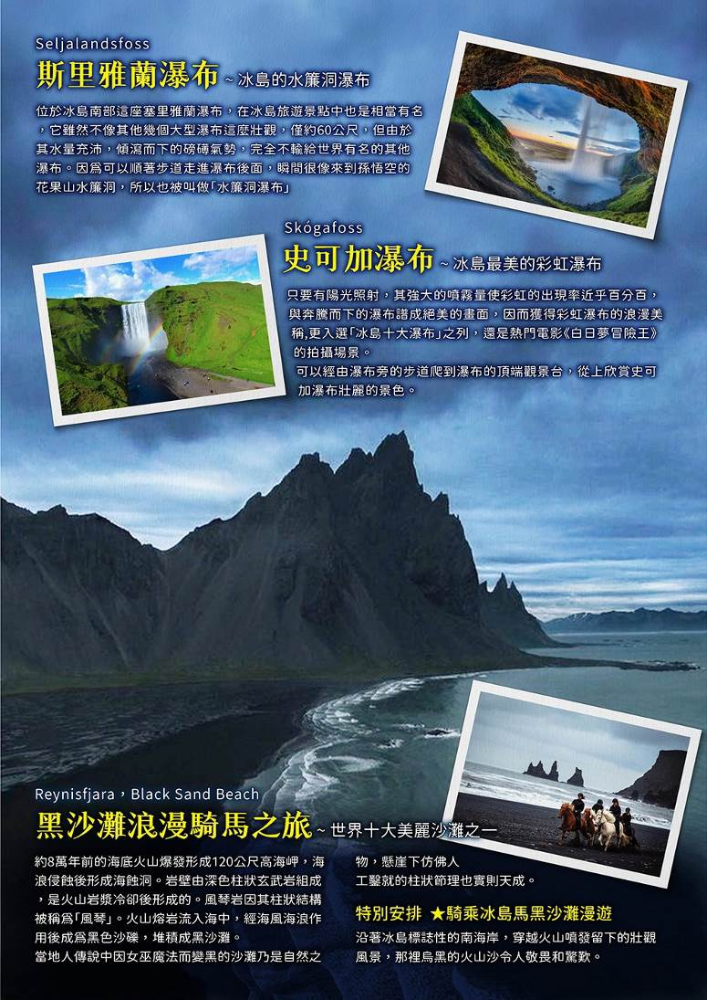 Seljalandsfoss
斯里雅蘭瀑布~冰島的水簾洞瀑布
位於冰島南部這座塞里雅蘭瀑布，在冰島旅遊景點中也是相當有名
，它雖然不像其他幾個大型瀑布這麼壯觀，僅約60公尺，但由於
其水量充沛，傾瀉而下的磅礡氣勢，完全不輸給世界有名的其他
瀑布。因為可以順著步道走進瀑布後面，瞬間很像來到孫悟空的
花果山水簾洞，所以也被叫做「水簾洞瀑布」
Skógafoss
史可加瀑布~冰島最美的彩虹瀑布
只要有陽光照射，其強大的噴霧量使彩虹的出現率近乎百分百，
與奔騰而下的瀑布譜成絕美的畫面，因而獲得彩虹瀑布的浪漫美
稱,更入選「冰島十大瀑布」之列，還是熱門電影《白日夢冒險王》
的拍攝場景。
可以經由瀑布旁的步道爬到瀑布的頂端觀景台，從上欣賞史可
加瀑布壯麗的景色。
Reynisfjara，Black Sand Beach
黑沙灘浪漫騎馬之旅~世界十大美麗沙灘之一
約8萬年前的海底火山爆發形成120公尺高海岬，海
浪侵蝕後形成海蝕洞。岩壁由深色柱狀玄武岩組成
，是火山岩漿冷卻後形成的。風琴岩因其柱狀結構
被稱為「風琴」。火山熔岩流入海中，經海風海浪作
用後成為黑色沙礫，堆積成黑沙灘。
當地人傳說中因女巫魔法而變黑的沙灘乃是自然之
物，懸崖下仿佛人
工鑿就的柱狀節理也實則天成。
特別安排 ★騎乘冰島馬黑沙灘漫遊
沿著冰島標誌性的南海岸，穿越火山噴發留下的壯觀
風景，那裡烏黑的火山沙令人敬畏和驚歎。